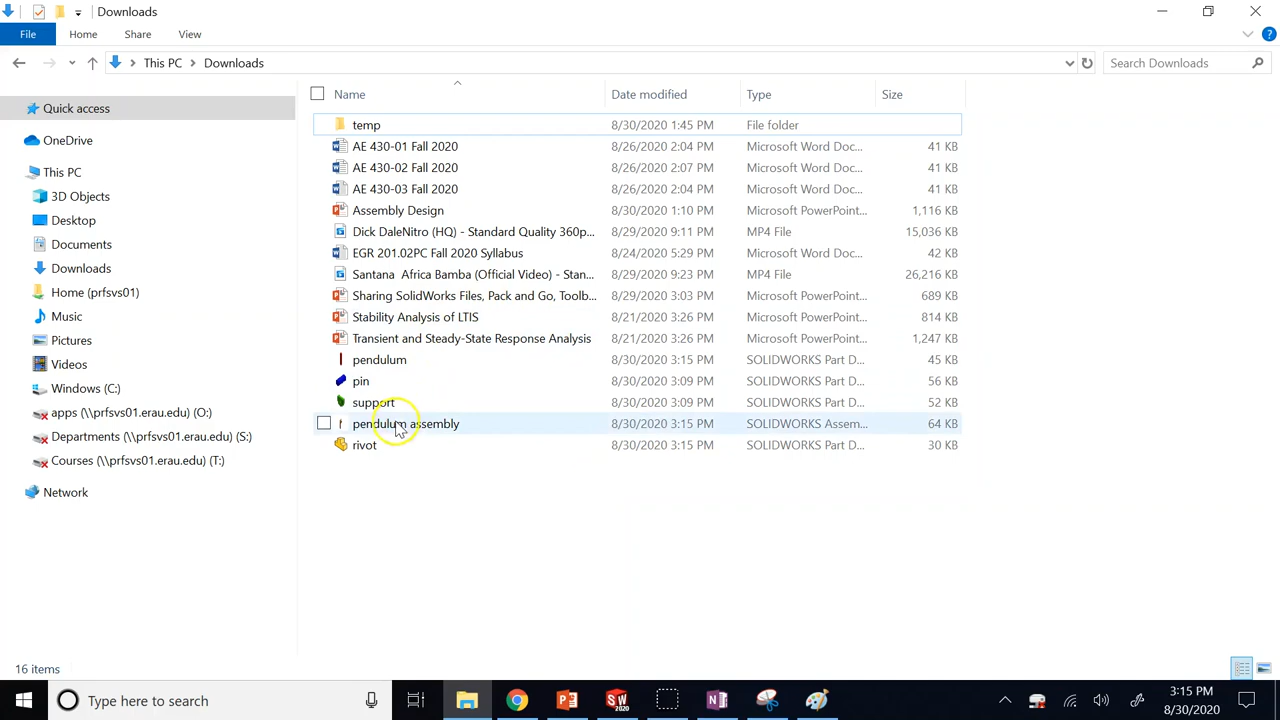 Downloads
File Home Share View
This PC Downloads Search Downloads
Name Date modified Type Size
Quick access
OneDrive
This PC
3D Objects
Desktop
Documents
Downloads
Home (prfsvs01)
Music
Pictures
Videos
Windows (C:)
apps (\\prfsvs01.erau.edu) (O:)
Departments (\\prfsvs01.erau.edu) (S:)
Courses (\\prfsvs01.erau.edu) (T:)
Network
temp 8/30/2020 1:45 PM File folder
AE 430-01 Fall 2020 8/26/2020 2:04 PM Microsoft Word Doc... 41 KB
AE 430-02 Fall 2020 8/26/2020 2:07 PM Microsoft Word Doc... 41 KB
AE 430-03 Fall 2020 8/26/2020 2:04 PM Microsoft Word Doc... 41 KB
Assembly Design 8/30/2020 1:10 PM Microsoft PowerPoint... 1,116 KB
Dick DaleNitro (HQ) - Standard Quality 360p... 8/29/2020 9:11 PM MP4 File 15,036 KB
EGR 201.02PC Fall 2020 Syllabus 8/24/2020 5:29 PM Microsoft Word Doc... 42 KB
Santana Africa Bamba (Official Video) - Stan... 8/29/2020 9:23 PM MP4 File 26,216 KB
Sharing SolidWorks Files, Pack and Go, Toolb... 8/29/2020 3:03 PM Microsoft PowerPoint... 689 KB
Stability Analysis of LTIS 8/21/2020 3:26 PM Microsoft PowerPoint... 814 KB
Transient and Steady-State Response Analysis 8/21/2020 3:26 PM Microsoft PowerPoint... 1,247 KB
pendulum 8/30/2020 3:15 PM SOLIDWORKS Part D... 45 KB
pin 8/30/2020 3:09 PM SOLIDWORKS Part D... 56 KB
support 8/30/2020 3:09 PM SOLIDWORKS Part D... 52 KB
pendulum assembly 8/30/2020 3:15 PM SOLIDWORKS Assem... 64 KB
rivot 8/30/2020 3:15 PM SOLIDWORKS Part D... 30 KB
16 items
Type here to search
SW
2020
3:15 PM
8/30/2020